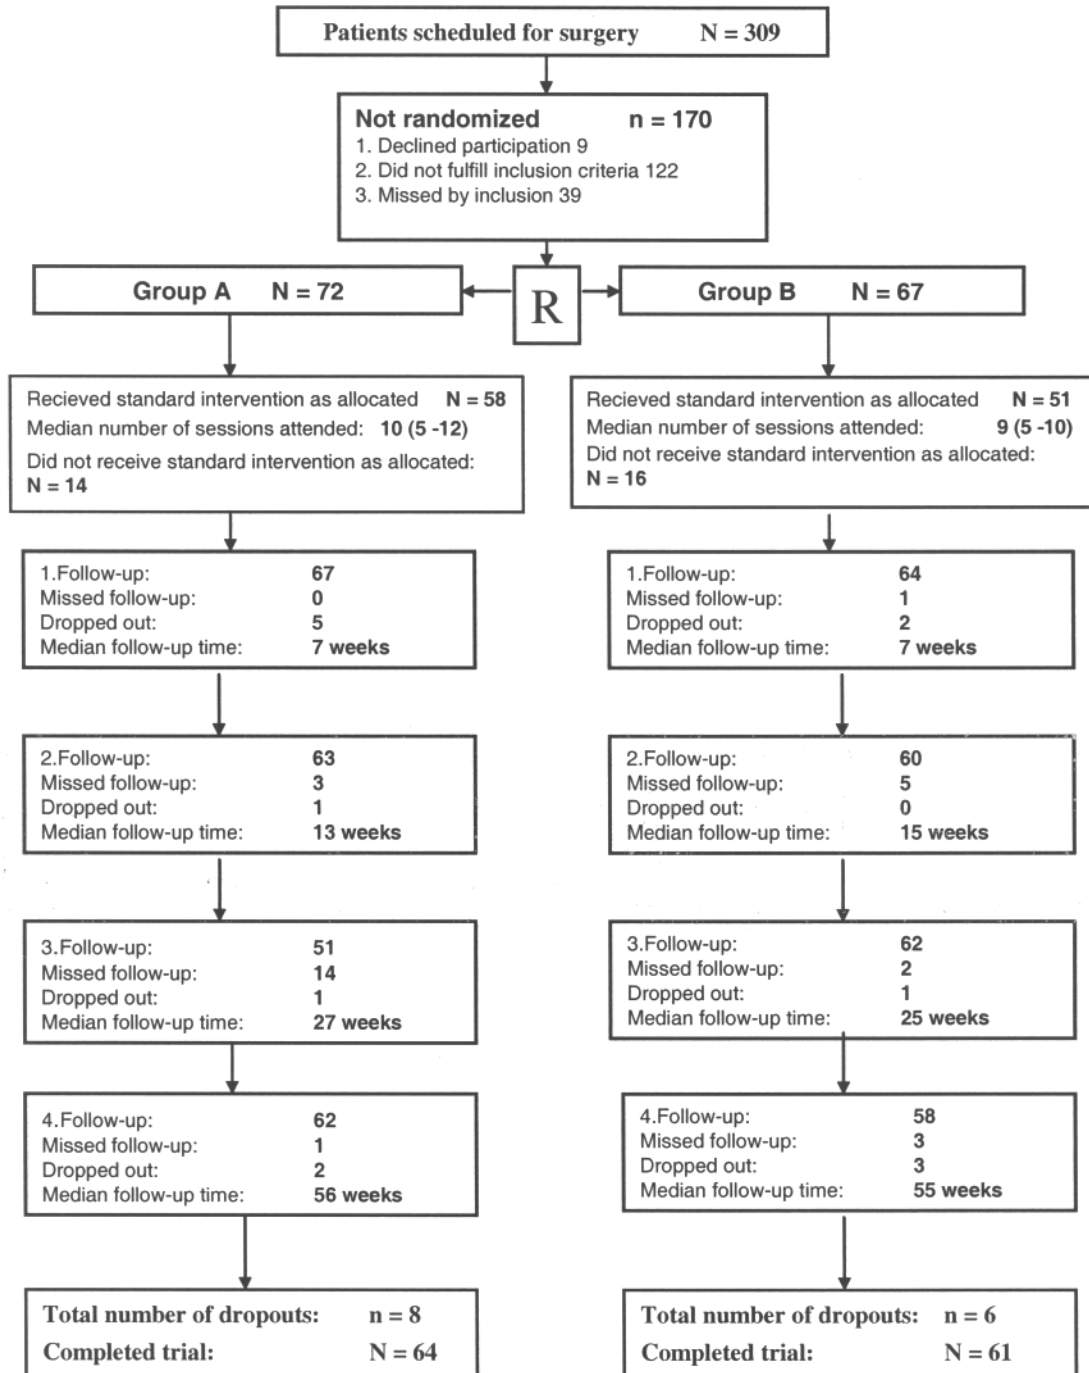 Patients scheduled for surgery N = 309
Not randomized n = 170
1. Declined participation 9
2. Did not fulfill inclusion criteria 122
3. Missed by inclusion 39
Group A N = 72
R
Group B N = 67
Recieved standard intervention as allocated N = 58
Median number of sessions attended: 10 (5 -12)
Did not receive standard intervention as allocated:
N = 14
Recieved standard intervention as allocated N = 51
Median number of sessions attended: 9 (5 -10)
Did not receive standard intervention as allocated:
N = 16
1.Follow-up: 67
Missed follow-up: 0
Dropped out: 5
Median follow-up time: 7 weeks
1.Follow-up: 64
Missed follow-up: 1
Dropped out: 2
Median follow-up time: 7 weeks
2.Follow-up: 63
Missed follow-up: 3
Dropped out: 1
Median follow-up time: 13 weeks
2.Follow-up: 60
Missed follow-up: 5
Dropped out: 0
Median follow-up time: 15 weeks
3.Follow-up: 51
Missed follow-up: 14
Dropped out: 1
Median follow-up time: 27 weeks
3.Follow-up: 62
Missed follow-up: 2
Dropped out: 1
Median follow-up time: 25 weeks
4.Follow-up: 62
Missed follow-up: 1
Dropped out: 2
Median follow-up time: 56 weeks
4.Follow-up: 58
Missed follow-up: 3
Dropped out: 3
Median follow-up time: 55 weeks
Total number of dropouts: n = 8
Completed trial: N = 64
Total number of dropouts: n = 6
Completed trial: N = 61